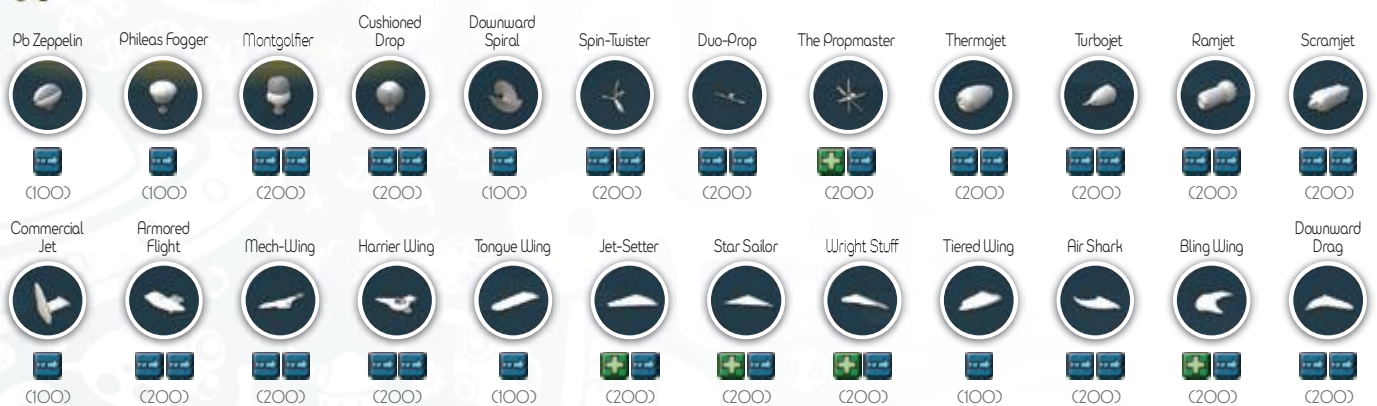 Pb Zeppelin
Phileas Fogger
Montgolfier
Cushioned
Drop
Downward
Spiral
Spin-Twister
Duo-Prop
The Propmaster
Thermojet
Turbojet
Ramjet
Scramjet
(100)
(100)
(200)
(200)
(100)
(200)
(200)
(200)
(200)
(200)
(200)
(200)
Commercial
Jet
Armored
Flight
Mech-Wing
Harrier Wing
Tongue Wing
Jet-Setter
Star Sailor
Wright Stuff
Tiered Wing
Air Shark
Bling Wing
Downward
Drag
(100)
(200)
(200)
(200)
(100)
(200)
(200)
(200)
(100)
(200)
(200)
(200)